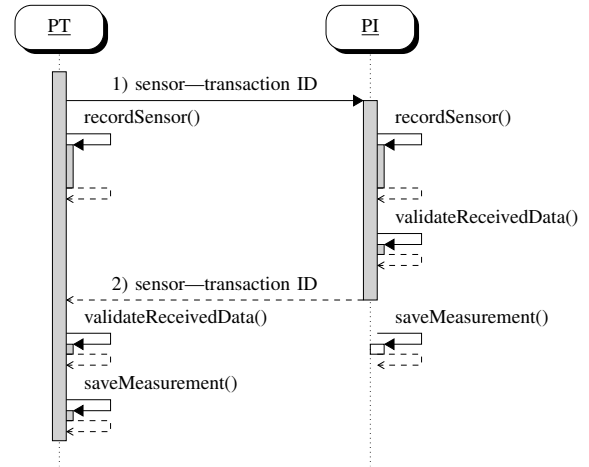 PT
PI
1) sensor—transaction ID
recordSensor()
recordSensor()
validateReceivedData()
2) sensor—transaction ID
validateReceivedData()
saveMeasurement()
saveMeasurement()